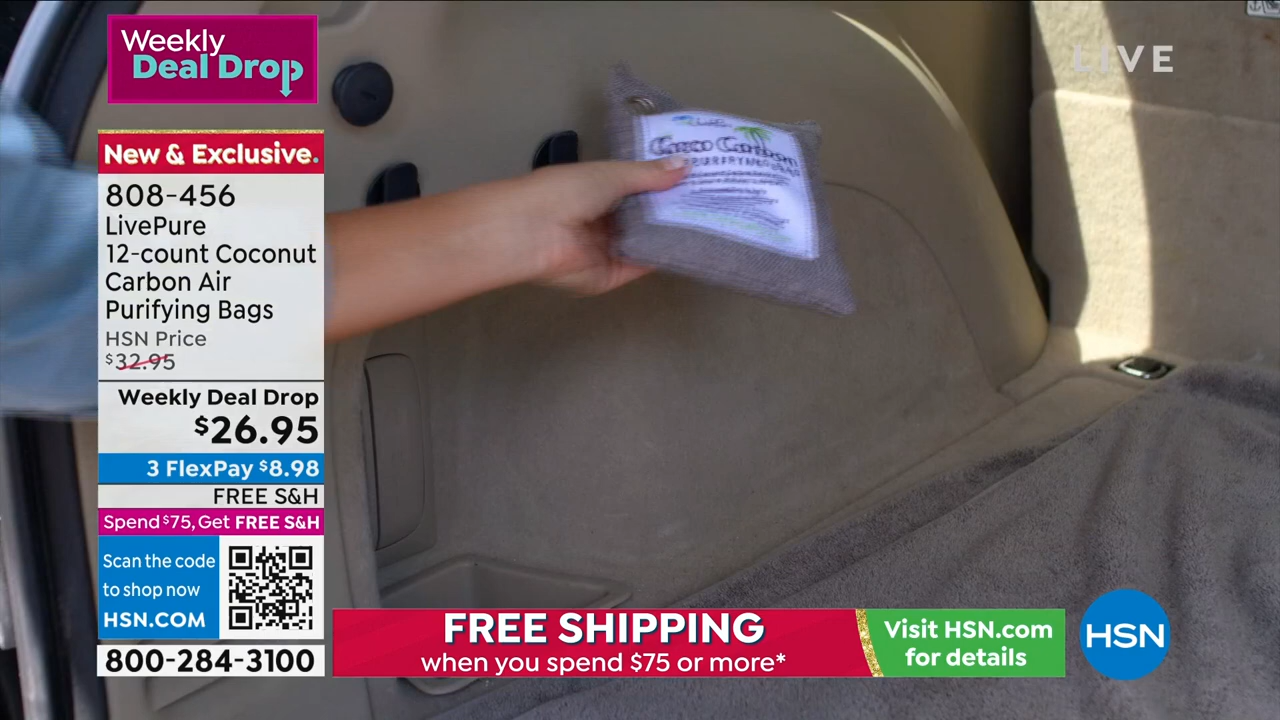 Weekly
Deal Drop
LIVE
New & Exclusive.
808-456
LivePure
12-count Coconut
Carbon Air
Purifying Bags
HSN Price
$32.95
Weekly Deal Drop
$26.95
3 FlexPay $8.98
FREE S&H
Spend $75, Get FREE S&H
Scan the code
to shop now
HSN.COM
800-284-3100
FREE SHIPPING
when you spend $75 or more*
Visit HSN.com
for details
HSN